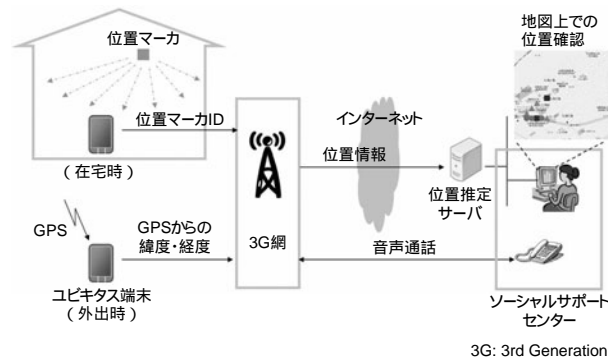 地図上での
位置確認
位置マーカ
位置マーカID
(在宅時)
インターネット
位置情報
位置推定
サーバ
GPS
GPSからの
緯度・経度
3G網
音声通話
ユビキタス端末
(外出時)
ソーシャルサポート
センター
3G: 3rd Generation